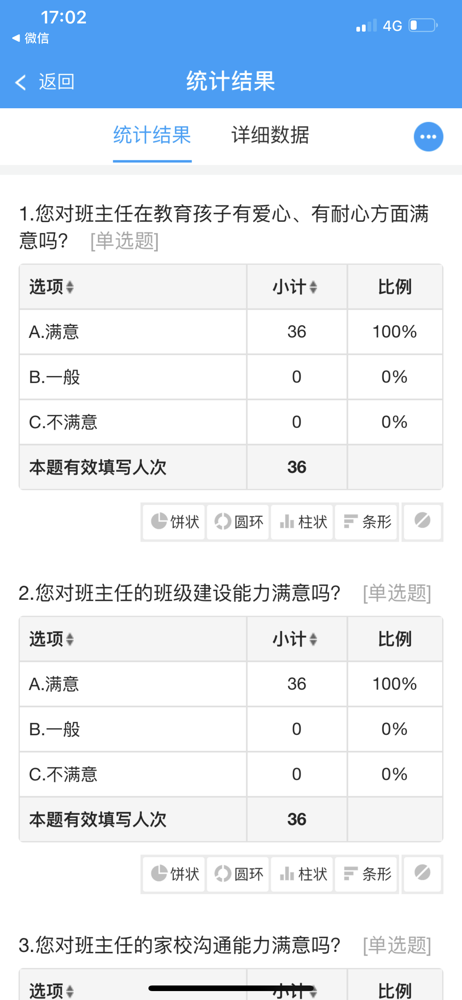 17:02
4G
微信
返回
统计结果
统计结果 详细数据
1.您对班主任在教育孩子有爱心、有耐心方面满
意吗? [单选题]
选项 小计 比例
A.满意 36 100%
B.一般 0 0%
C.不满意 0 0%
本题有效填写人次 36
饼状 圆环 柱状 条形
2.您对班主任的班级建设能力满意吗? [单选题]
选项 小计 比例
A.满意 36 100%
B.一般 0 0%
C.不满意 0 0%
本题有效填写人次 36
饼状 圆环 柱状 条形
3.您对班主任的家校沟通能力满意吗? [单选题]
选项 小计 比例